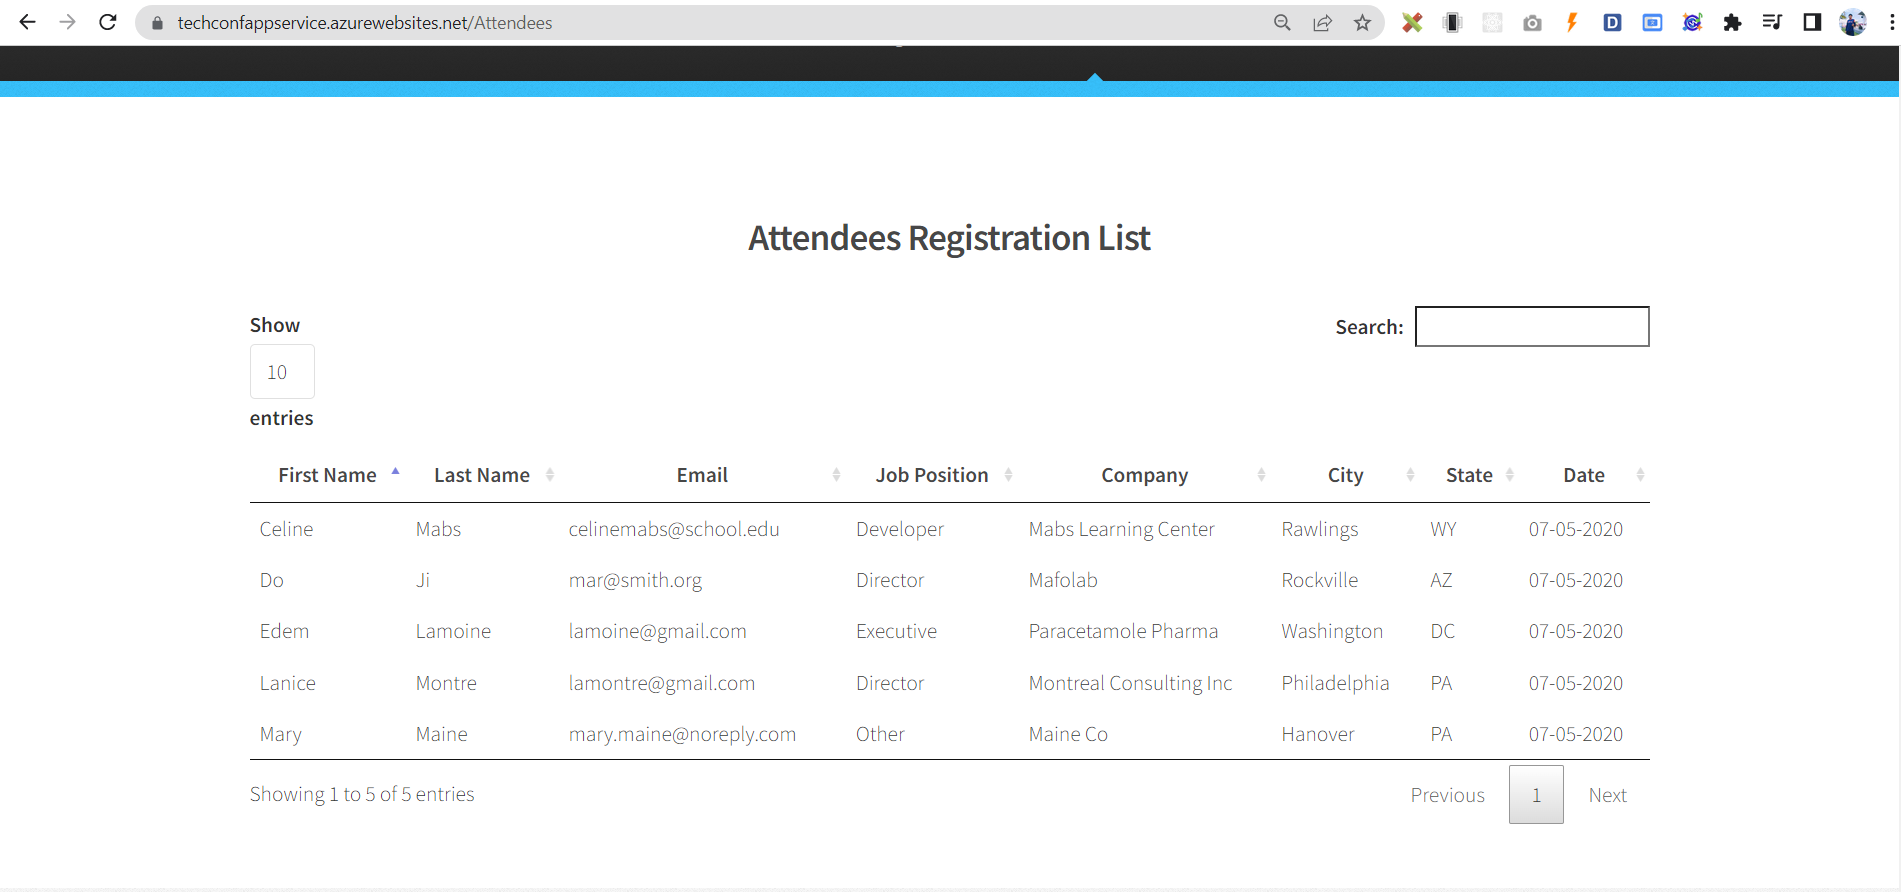 techconfappservice.azurewebsites.net/Attendees
Attendees Registration List
Show
10
entries
Search:
First Name Last Name Email Job Position Company City State Date
Celine Mabs celinemabs@school.edu Developer Mabs Learning Center Rawlings WY 07-05-2020
Do Ji mar@smith.org Director Mafolab Rockville AZ 07-05-2020
Edem Lamoine lamoine@gmail.com Executive Paracetamole Pharma Washington DC 07-05-2020
Lanice Montre lamontre@gmail.com Director Montreal Consulting Inc Philadelphia PA 07-05-2020
Mary Maine mary.maine@noreply.com Other Maine Co Hanover PA 07-05-2020
Showing 1 to 5 of 5 entries
Previous 1 Next